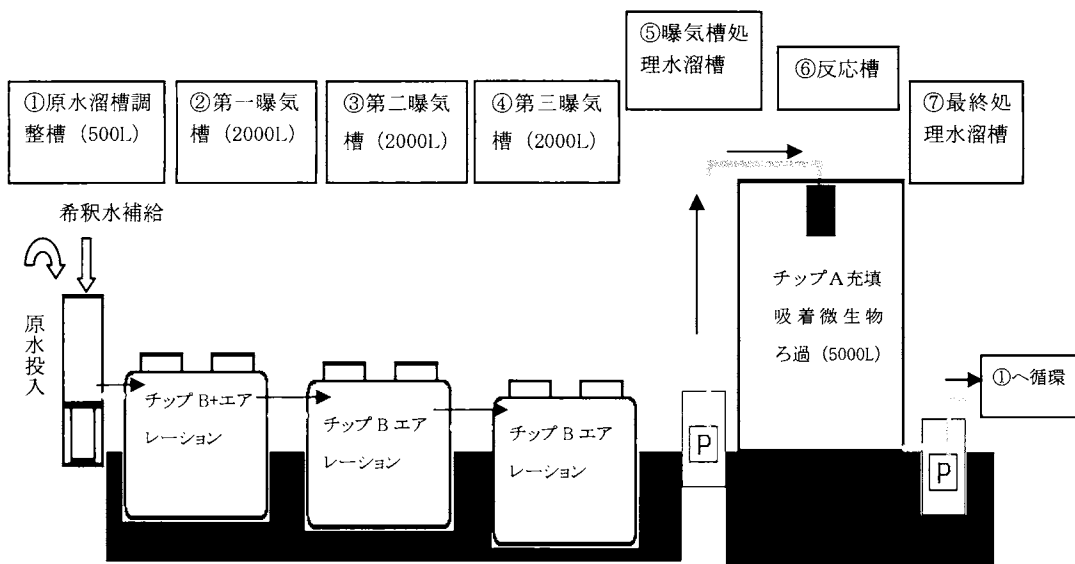 ①原水溜槽調
整槽（500L）
②第一曝気
槽（2000L）
③第二曝気
槽（2000L）
④第三曝気
槽（2000L）
⑤曝気槽処
理水溜槽
⑥反応槽
⑦最終処
理水溜槽
希釈水補給
原水投入
チップ B+エア
レーション
チップ B エア
レーション
チップ B エア
レーション
P
チップ A 充填
吸着微生物
ろ過（5000L）
P
①へ循環